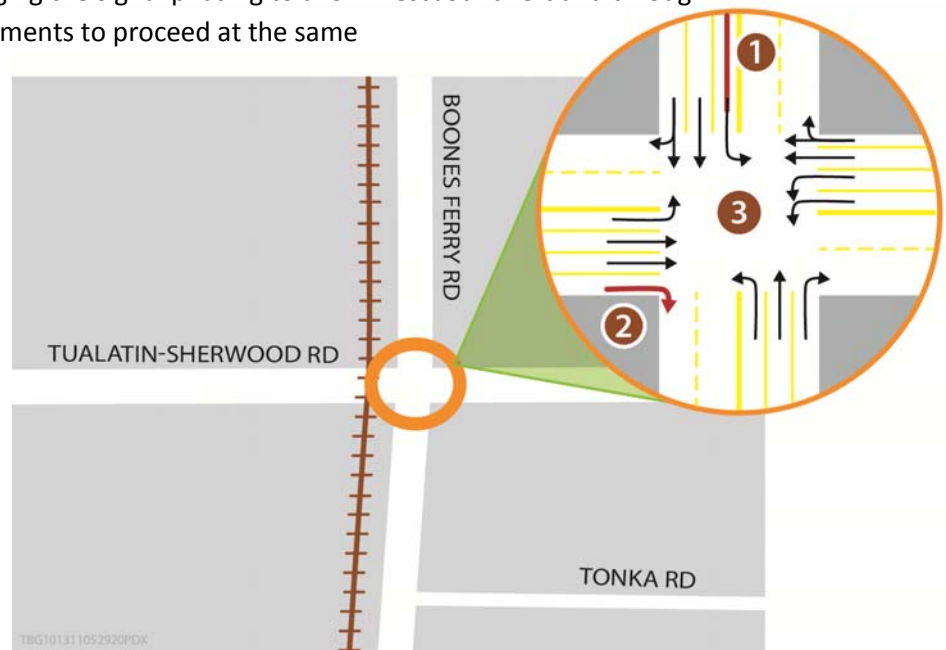 ments to proceed at the same
1
BOONES FERRY RD
3
2
TUALATIN-SHERWOOD RD
TONKA RD
TBG101311052920PDX